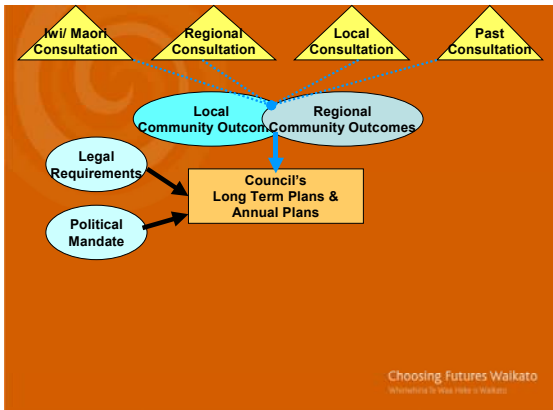 Iwi/ Maori
Consultation
Regional
Consultation
Local
Consultation
Past
Consultation
Local
Community Outcom
Regional
Community Outcomes
Legal
Requirements
Council's
Long Term Plans &
Annual Plans
Political
Mandate
Choosing Futures Waikato